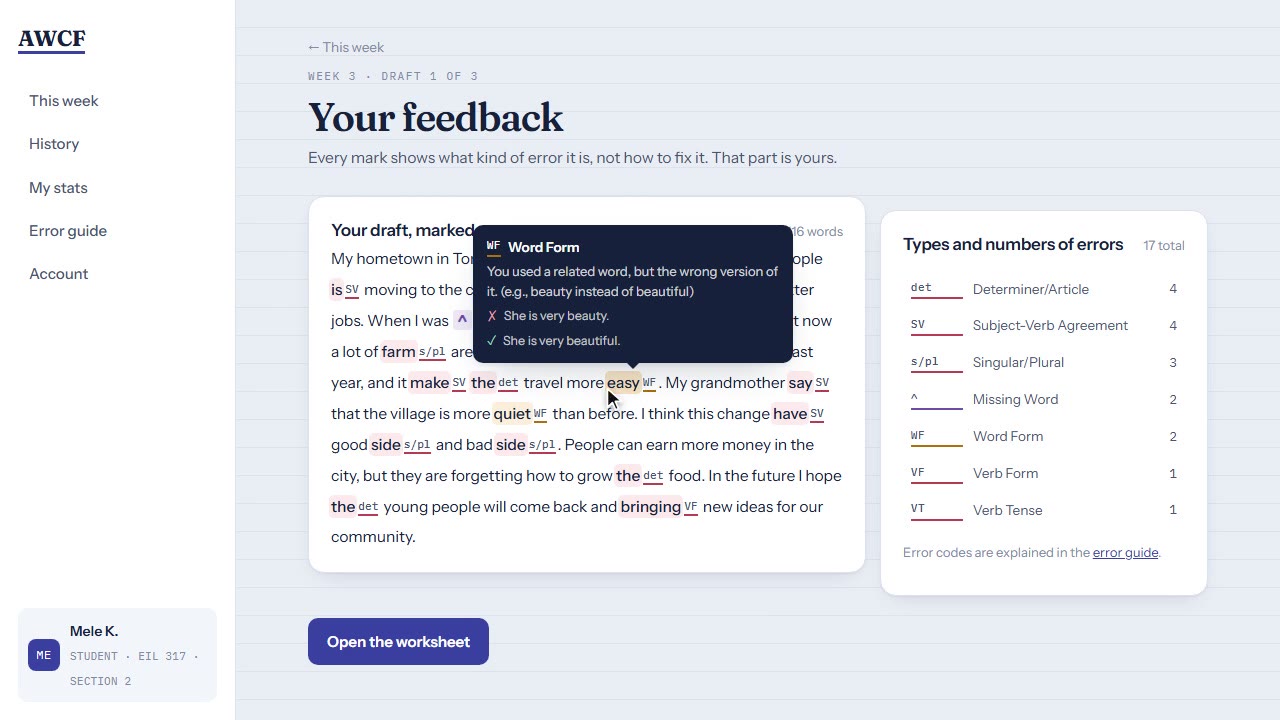 AWCF
This week
History
My stats
Error guide
Account
ME
Mele K.
STUDENT · EIL 317 ·
SECTION 2
← This week
WEEK 3 · DRAFT 1 OF 3
Your feedback
Every mark shows what kind of error it is, not how to fix it. That part is yours.
Your draft, marked 16 words
My hometown in
is SV moving to the
jobs. When I was ^ now
a lot of farm s/pl are
year, and it make SV the det travel more easy WF. My grandmother say SV
that the village is more quiet WF than before. I think this change have SV
good side s/pl and bad side s/pl. People can earn more money in the
city, but they are forgetting how to grow the det food. In the future I hope
the det young people will come back and bringing VF new ideas for our
community.
WF Word Form
You used a related word, but the wrong version of
it. (e.g., beauty instead of beautiful)
✗ She is very beauty.
✓ She is very beautiful.
Open the worksheet
Types and numbers of errors 17 total
det Determiner/Article 4
SV Subject-Verb Agreement 4
s/pl Singular/Plural 3
^ Missing Word 2
WF Word Form 2
VF Verb Form 1
VT Verb Tense 1
Error codes are explained in the error guide.